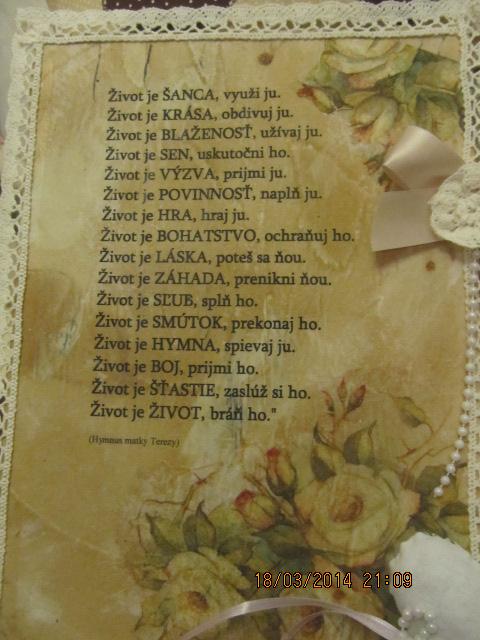 Život je ŠANCA, využi ju.
Život je KRÁSA, obdivuj ju.
Život je BLAŽENOSŤ, užívaj ju.
Život je SEN, uskutočni ho.
Život je VÝZVA, prijmi ju.
Život je POVINNOSŤ, naplň ju.
Život je HRA, hraj ju.
Život je BOHATSTVO, ochraňuj ho.
Život je LÁSKA, poteš sa ňou.
Život je ZÁHADA, prenikni ňou.
Život je SĽUB, splň ho.
Život je SMÚTOK, prekonaj ho.
Život je HYMNA, spievaj ju.
Život je BOJ, prijmi ho.
Život je ŠŤASTIE, zaslúž si ho.
Život je ŽIVOT, bráň ho."
(Hymnus matky Terezy)
18/03/2014 21:09